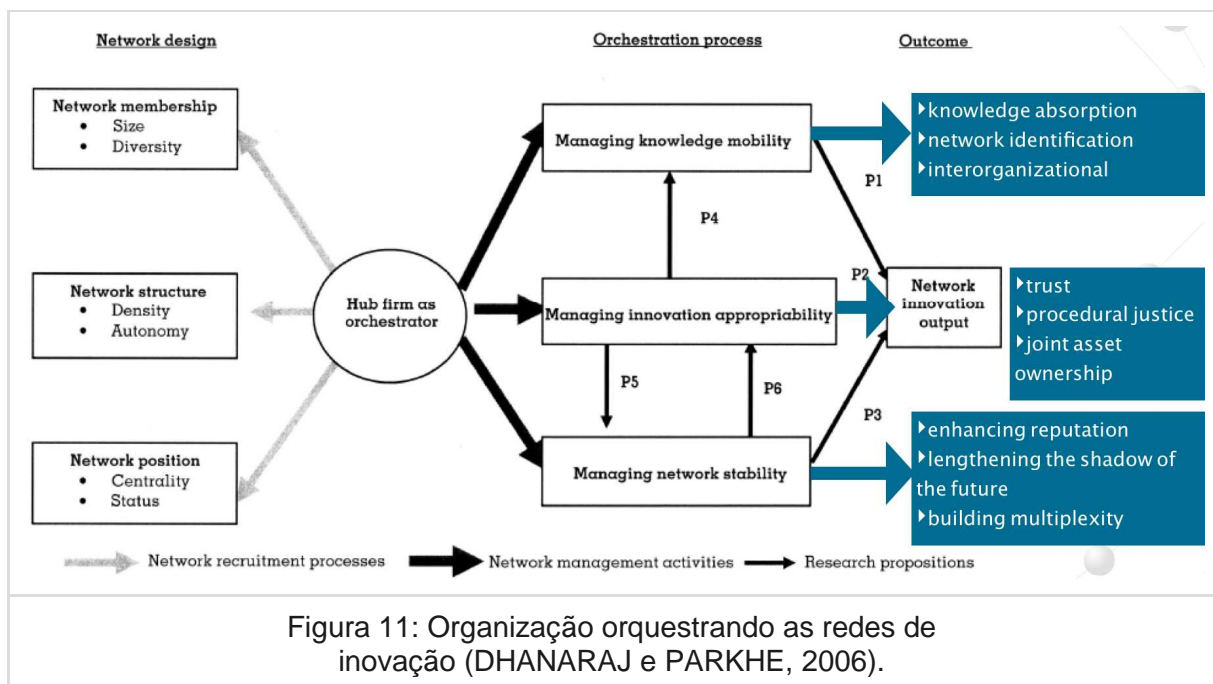 Network design
Orchestration process
Outcome
Network membership
• Size
• Diversity
Network structure
• Density
• Autonomy
Network position
• Centrality
• Status
Hub firm as
orchestrator
Managing knowledge mobility
P4
Managing innovation appropriability
P5
P6
Managing network stability
P1
P2
P3
Network
innovation
output
knowledge absorption
network identification
interorganizational
trust
procedural justice
joint asset
ownership
enhancing reputation
lengthening the shadow of
the future
building multiplexity
Network recruitment processes
Network management activities
Research propositions
Figura 11: Organização orquestrando as redes de
inovação (DHANARAJ e PARKHE, 2006).